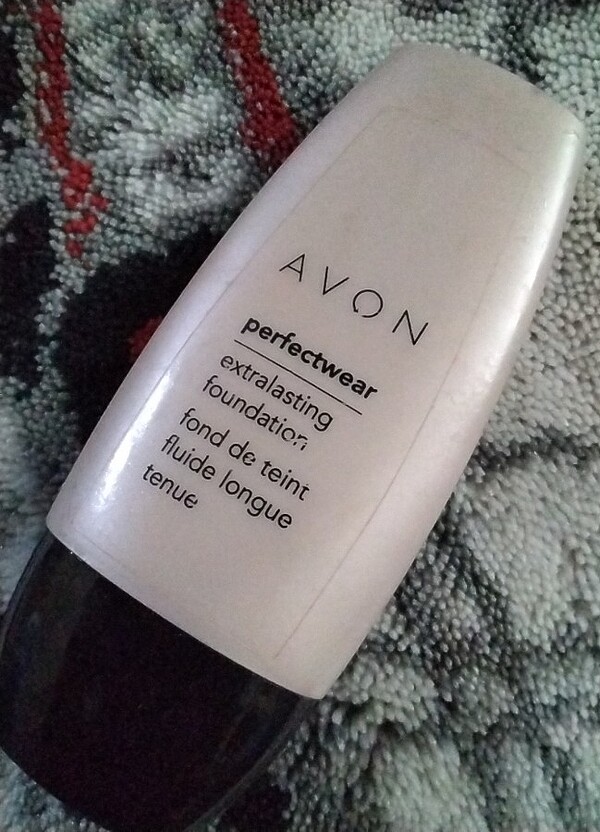 AVON
perfectwear
extralasting
foundation
fond de teint
fluide longue
tenue